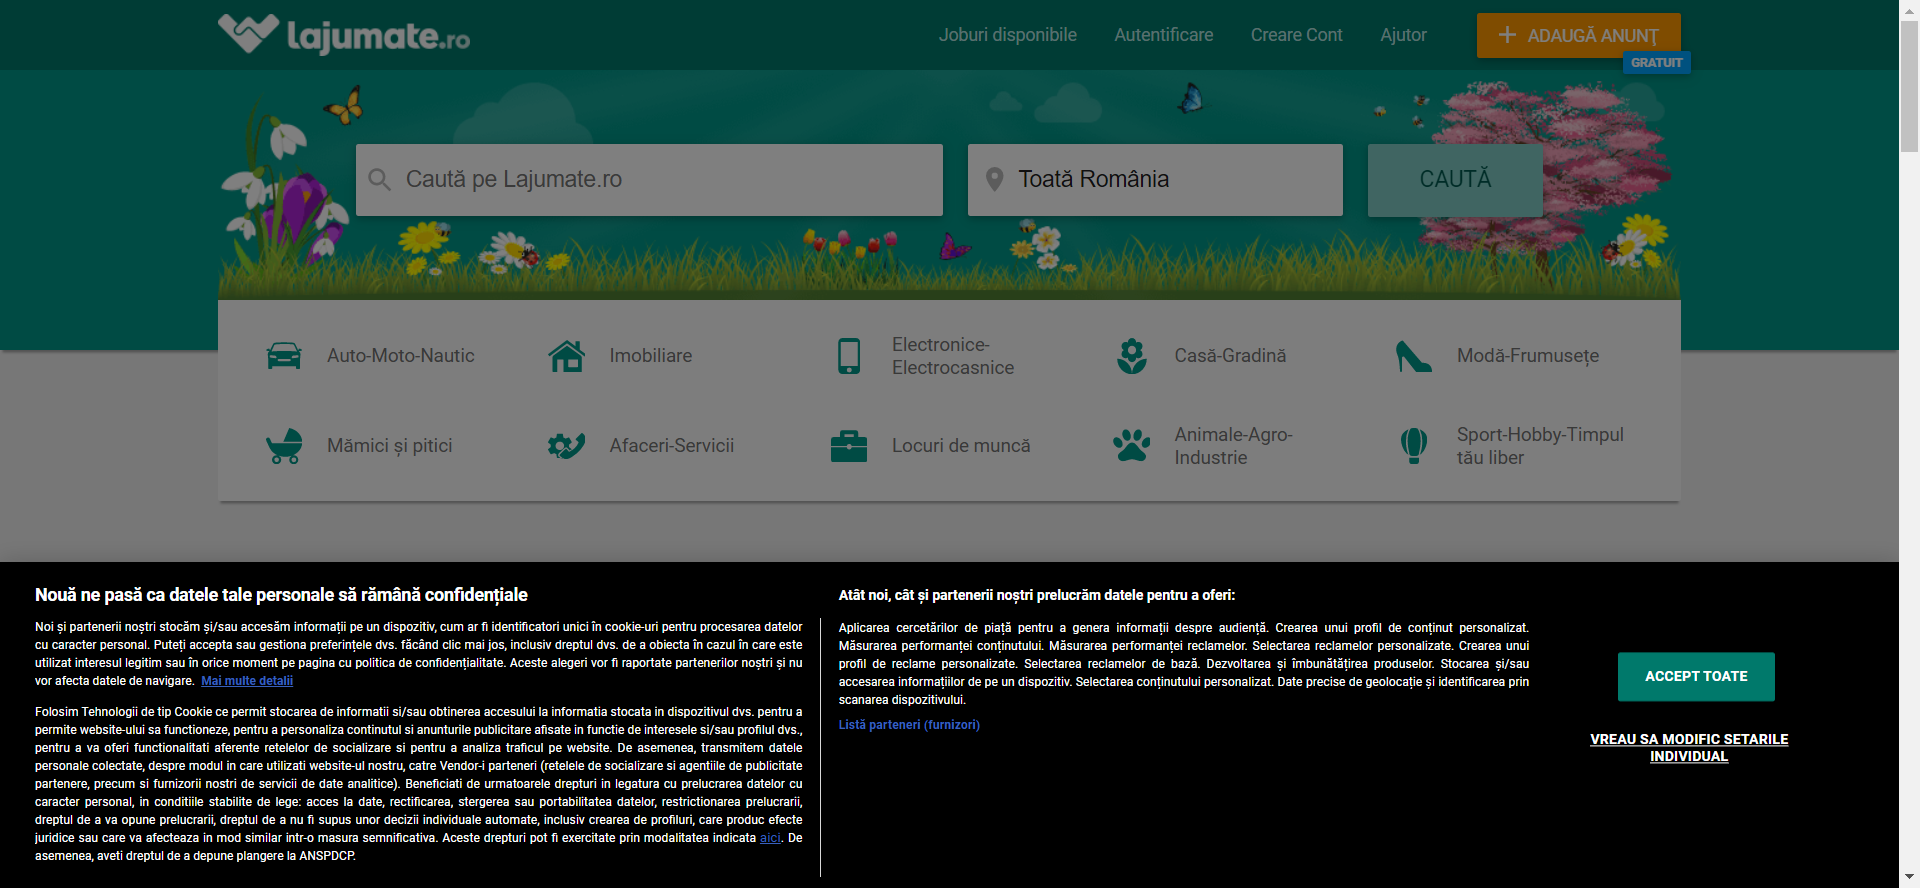 Lajumate.ro
Joburi disponibile
Autentificare
Creare Cont
Ajutor
+ ADAUGĂ ANUNŢ
GRATUIT
Caută pe Lajumate.ro
Toată România
CAUTĂ
Auto-Moto-Nautic
Imobiliare
Electronice-
Electrocasnice
Casă-Gradină
Modă-Frumusețe
Mămici și pitici
Afaceri-Servicii
Locuri de muncă
Animale-Agro-
Industrie
Sport-Hobby-Timpul
tău liber
Nouă ne pasă ca datele tale personale să rămână confidențiale
Noi și partenerii noștri stocăm și/sau accesăm informații pe un dispozitiv, cum ar fi identificatori unici în cookie-uri pentru procesarea datelor
cu caracter personal. Puteți accepta sau gestiona preferințele dvs. făcând clic mai jos, inclusiv dreptul dvs. de a obiecta în cazul în care este
utilizat interesul legitim sau în orice moment pe pagina cu politica de confidențialitate. Aceste alegeri vor fi raportate partenerilor noștri și nu
vor afecta datele de navigare. Mai multe detalii
Folosim Tehnologii de tip Cookie ce permit stocarea de informatii si/sau obtinerea accesului la informatia stocata in dispozitivul dvs. pentru a
permite website-ului sa functioneze, pentru a personaliza continutul si anunturile publicitare afisate in functie de interesele si/sau profilul dvs.,
pentru a va oferi functionalitati aferente retelelor de socializare si pentru a analiza traficul pe website. De asemenea, transmitem datele
personale colectate, despre modul in care utilizati website-ul nostru, catre Vendor-i parteneri (retelele de socializare si agentiile de publicitate
partenere, precum si furnizorii nostri de servicii de date analitice). Beneficiati de urmatoarele drepturi in legatura cu prelucrarea datelor cu
caracter personal, in conditiile stabilite de lege: acces la date, rectificarea, stergerea sau portabilitatea datelor, restrictionarea prelucrarii,
dreptul de a va opune prelucrarii, dreptul de a nu fi supus unor decizii individuale automate, inclusiv crearea de profiluri, care produc efecte
juridice sau care va afecteaza in mod similar intr-o masura semnificativa. Aceste drepturi pot fi exercitate prin modalitatea indicata aici. De
asemenea, aveti dreptul de a depune plangere la ANSPDCP.
Atât noi, cât și partenerii noștri prelucrăm datele pentru a oferi:
Aplicarea cercetărilor de piață pentru a genera informații despre audiență. Crearea unui profil de conținut personalizat.
Măsurarea performanței conținutului. Măsurarea performanței reclamelor. Selectarea reclamelor personalizate. Crearea unui
profil de reclame personalizate. Selectarea reclamelor de bază. Dezvoltarea și îmbunătățirea produselor. Stocarea și/sau
accesarea informațiilor de pe un dispozitiv. Selectarea conținutului personalizat. Date precise de geolocație și identificarea prin
scanarea dispozitivului.
Listă parteneri (furnizori)
ACCEPT TOATE
VREAU SA MODIFIC SETARILE
INDIVIDUAL